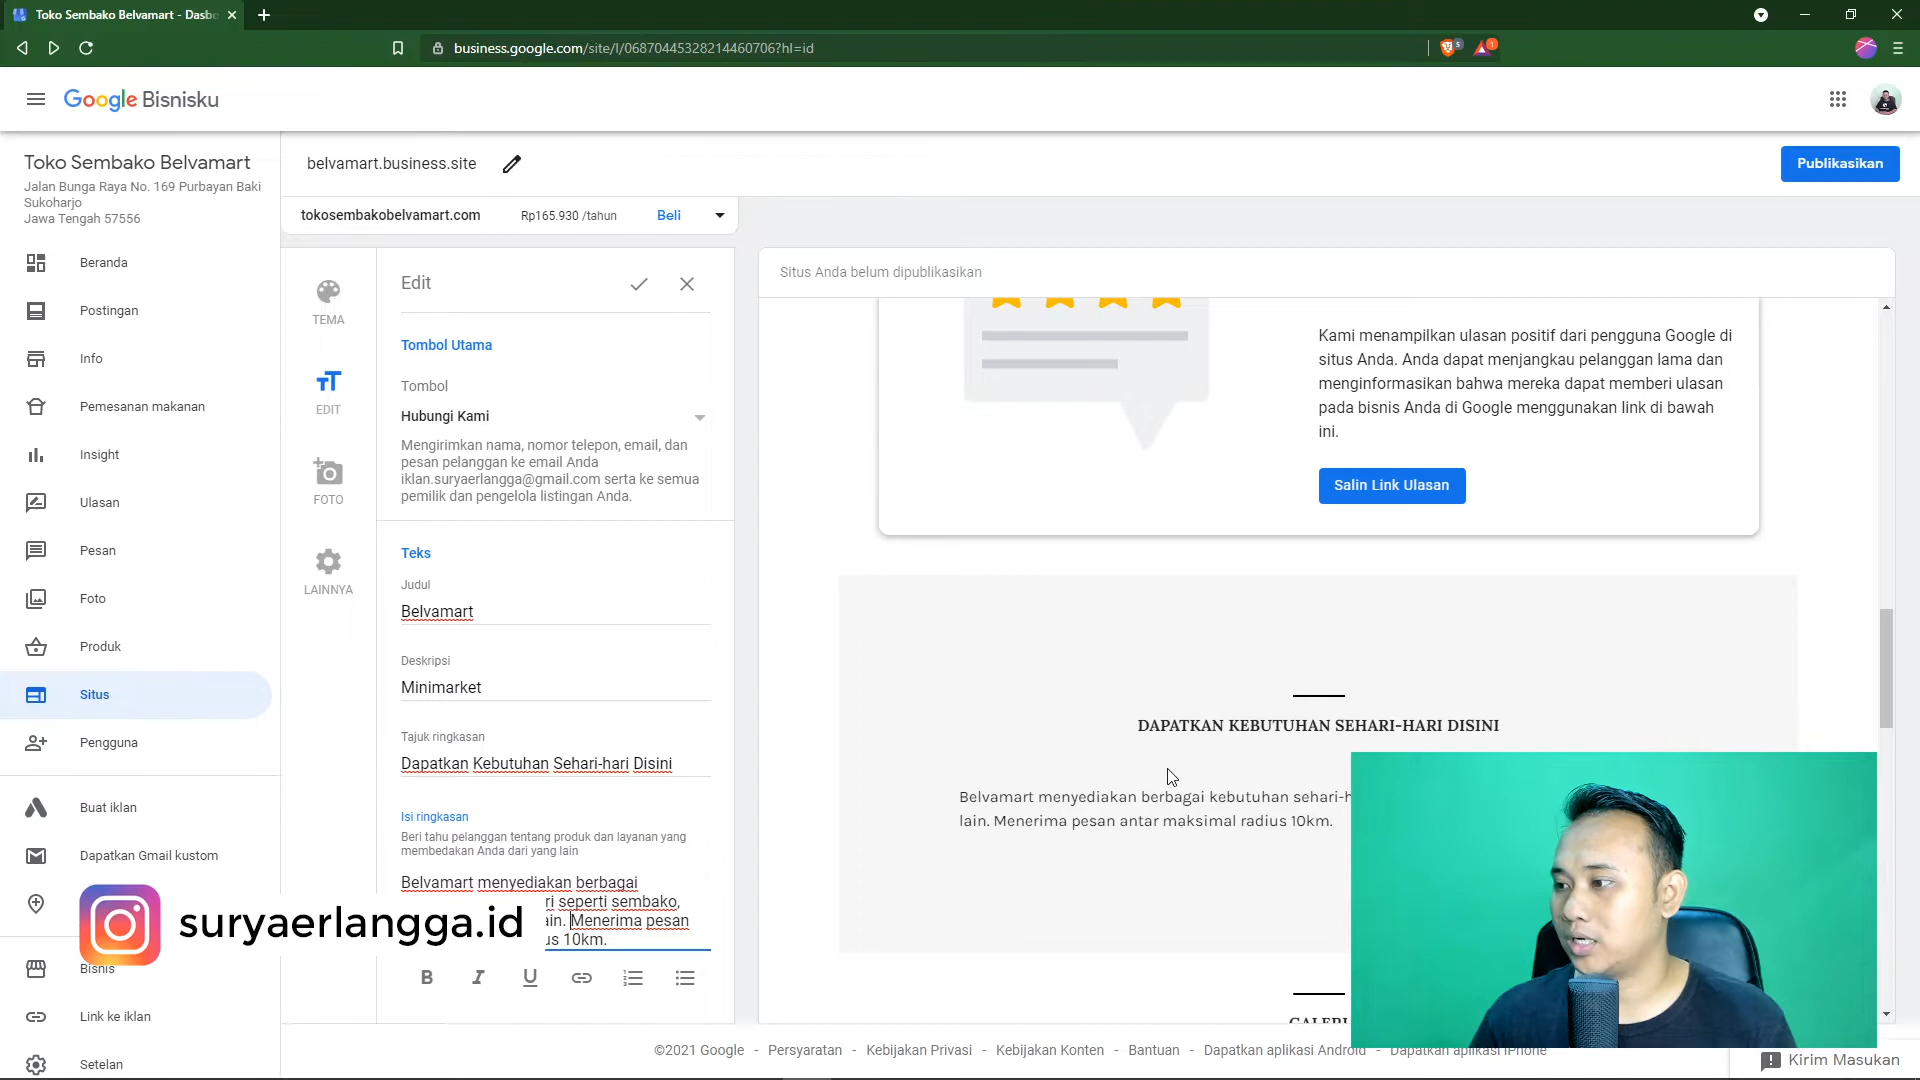 Toko Sembako Belvamart - Dasbo
business.google.com/site/l/06870445328214460706?hl=id
5
1
Google Bisnisku
Toko Sembako Belvamart
Jalan Bunga Raya No. 169 Purbayan Baki
Sukoharjo
Jawa Tengah 57556
Beranda
Postingan
Info
Pemesanan makanan
Insight
Ulasan
Pesan
Foto
Produk
Situs
Pengguna
Buat iklan
Dapatkan Gmail kustom
suryaerlangga.id
Bisnis
Link ke iklan
Setelan
belvamart.business.site
Publikasikan
tokosembakobelvamart.com Rp165.930 /tahun Beli
TEMA
EDIT
FOTO
LAINNYA
Edit
Tombol Utama
Tombol
Hubungi Kami
Mengirimkan nama, nomor telepon, email, dan
pesan pelanggan ke email Anda
iklan.suryaerlangga@gmail.com serta ke semua
pemilik dan pengelola listingan Anda.
Teks
Judul
Belvamart
Deskripsi
Minimarket
Tajuk ringkasan
Dapatkan Kebutuhan Sehari-hari Disini
Isi ringkasan
Beri tahu pelanggan tentang produk dan layanan yang
membedakan Anda dari yang lain
Belvamart menyediakan berbagai
ri seperti sembako,
ain. Menerima pesan
us 10km.
B I U
Situs Anda belum dipublikasikan
Kami menampilkan ulasan positif dari pengguna Google di
situs Anda. Anda dapat menjangkau pelanggan lama dan
menginformasikan bahwa mereka dapat memberi ulasan
pada bisnis Anda di Google menggunakan link di bawah
ini.
Salin Link Ulasan
DAPATKAN KEBUTUHAN SEHARI-HARI DISINI
Belvamart menyediakan berbagai kebutuhan sehari-h
lain. Menerima pesan antar maksimal radius 10km.
GALERI
©2021 Google - Persyaratan - Kebijakan Privasi - Kebijakan Konten - Bantuan - Dapatkan aplikasi Android - Dapatkan aplikasi iPhone
Kirim Masukan